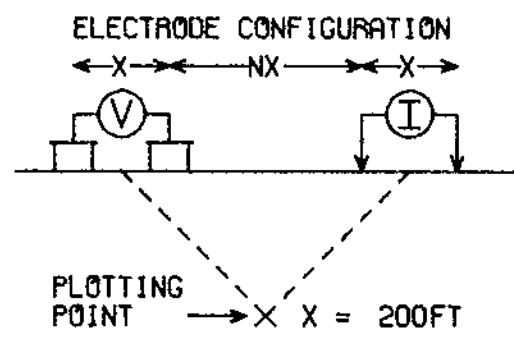 ELECTRODE CONFIGURATION
X NX X
V I
PLOTTING
POINT X = 200FT